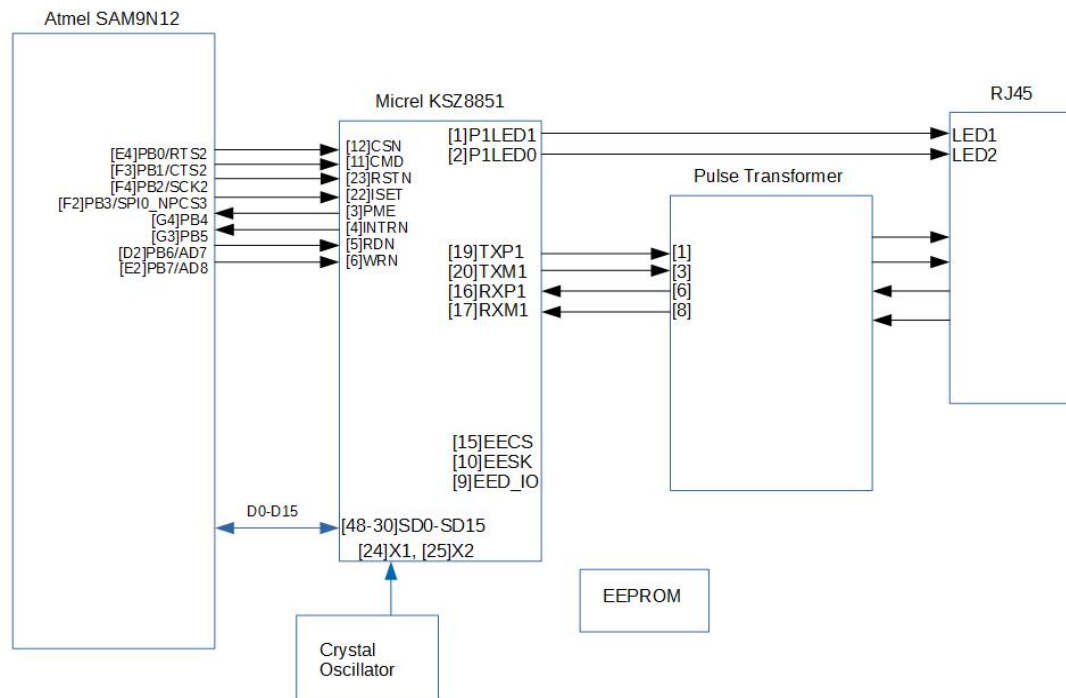 Atmel SAM9N12
[E4]PB0/RTS2
[F3]PB1/CTS2
[F4]PB2/SCK2
[F2]PB3/SPI0_NPCS3
[G4]PB4
[G3]PB5
[D2]PB6/AD7
[E2]PB7/AD8
D0-D15
Micrel KSZ8851
[12]CSN
[11]CMD
[23]RSTN
[22]ISET
[3]PME
[4]INTRN
[5]RDN
[6]WRN
[1]P1LED1
[2]P1LED0
[19]TXP1
[20]TXM1
[16]RXP1
[17]RXM1
[15]EECS
[10]EESK
[9]EED_IO
[48-30]SD0-SD15
[24]X1, [25]X2
Crystal
Oscillator
Pulse Transformer
[1]
[3]
[6]
[8]
EEPROM
RJ45
LED1
LED2